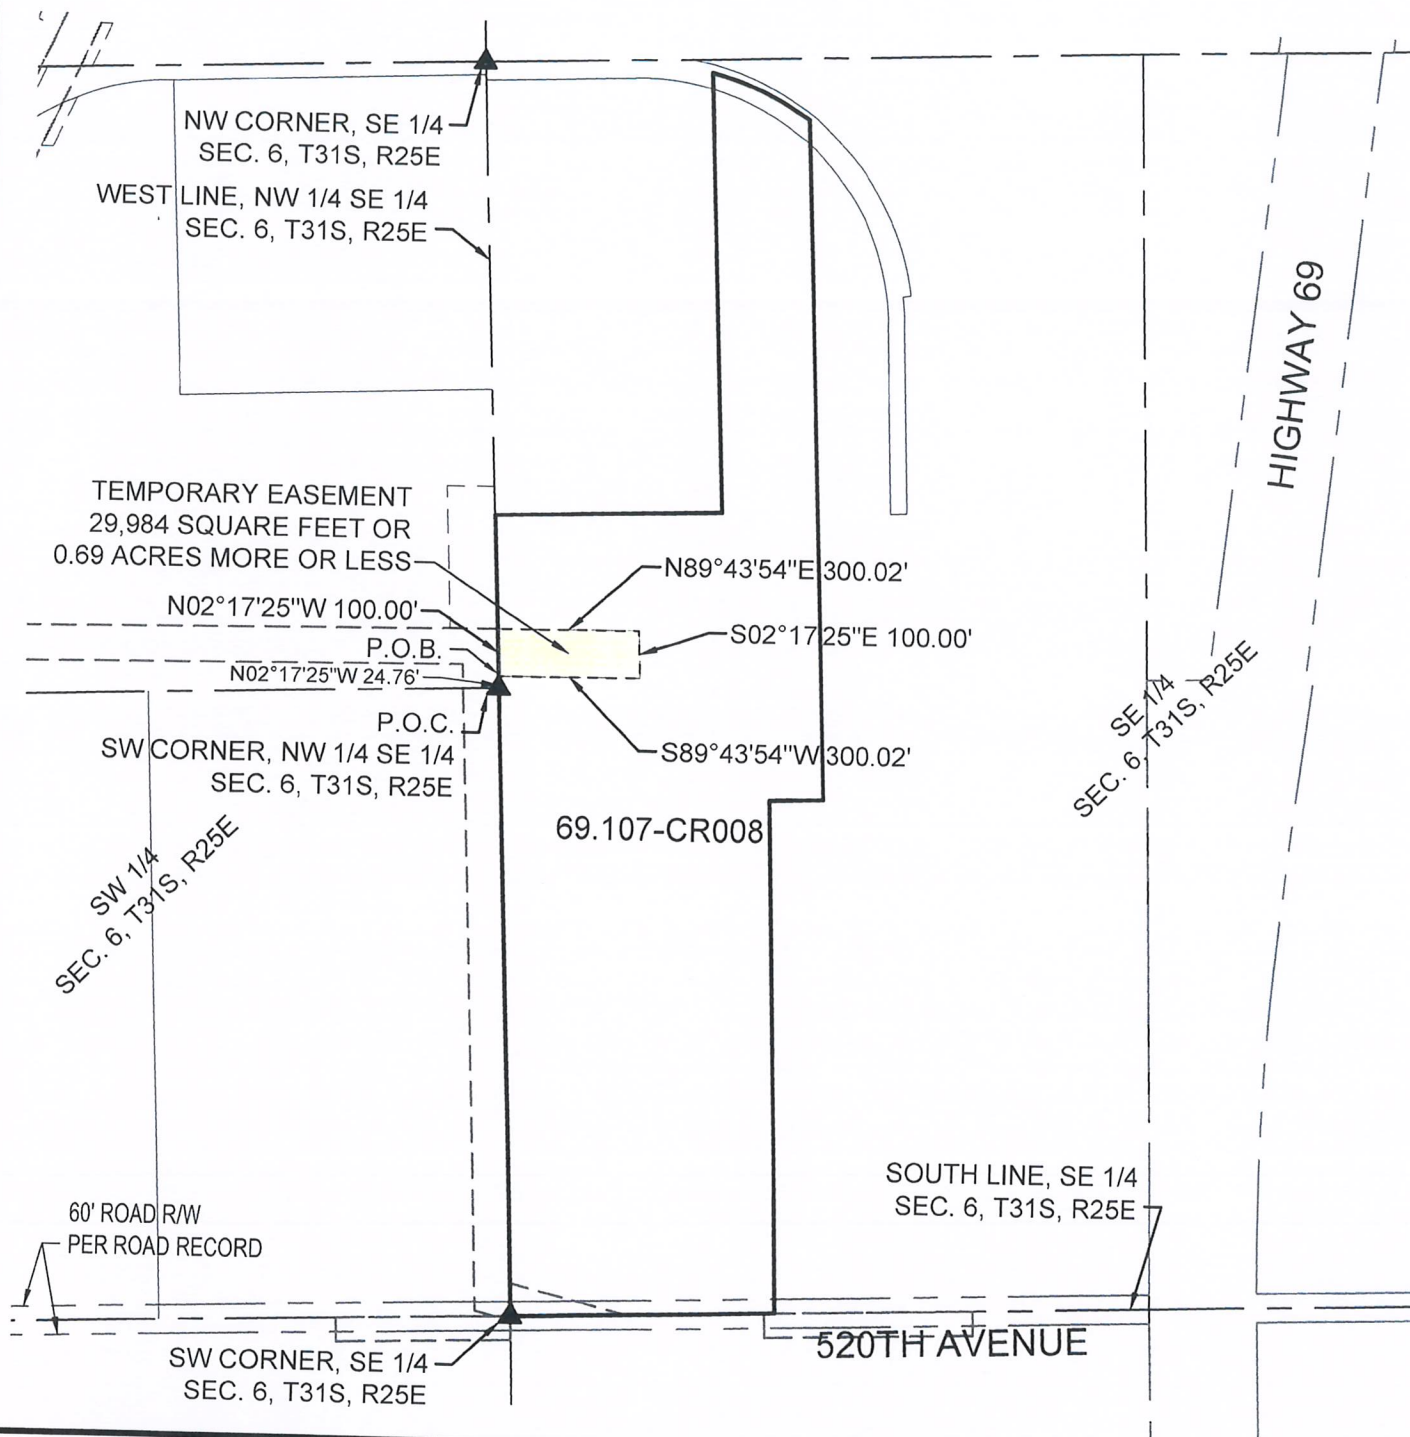 NW CORNER, SE 1/4
SEC. 6, T31S, R25E
WEST LINE, NW 1/4 SE 1/4
SEC. 6, T31S, R25E
HIGHWAY 69
TEMPORARY EASEMENT
29,984 SQUARE FEET OR
0.69 ACRES MORE OR LESS
N89°43'54"E 300.02'
N02°17'25"W 100.00'
S02°17'25"E 100.00'
P.O.B.
N02°17'25"W 24.76'
P.O.C.
SW CORNER, NW 1/4 SE 1/4
SEC. 6, T31S, R25E
S89°43'54"W 300.02'
SE 1/4
SEC. 6, T31S, R25E
69.107-CR008
SW 1/4
SEC. 6, T31S, R25E
SOUTH LINE, SE 1/4
SEC. 6, T31S, R25E
60' ROAD R/W
PER ROAD RECORD
520TH AVENUE
SW CORNER, SE 1/4
SEC. 6, T31S, R25E